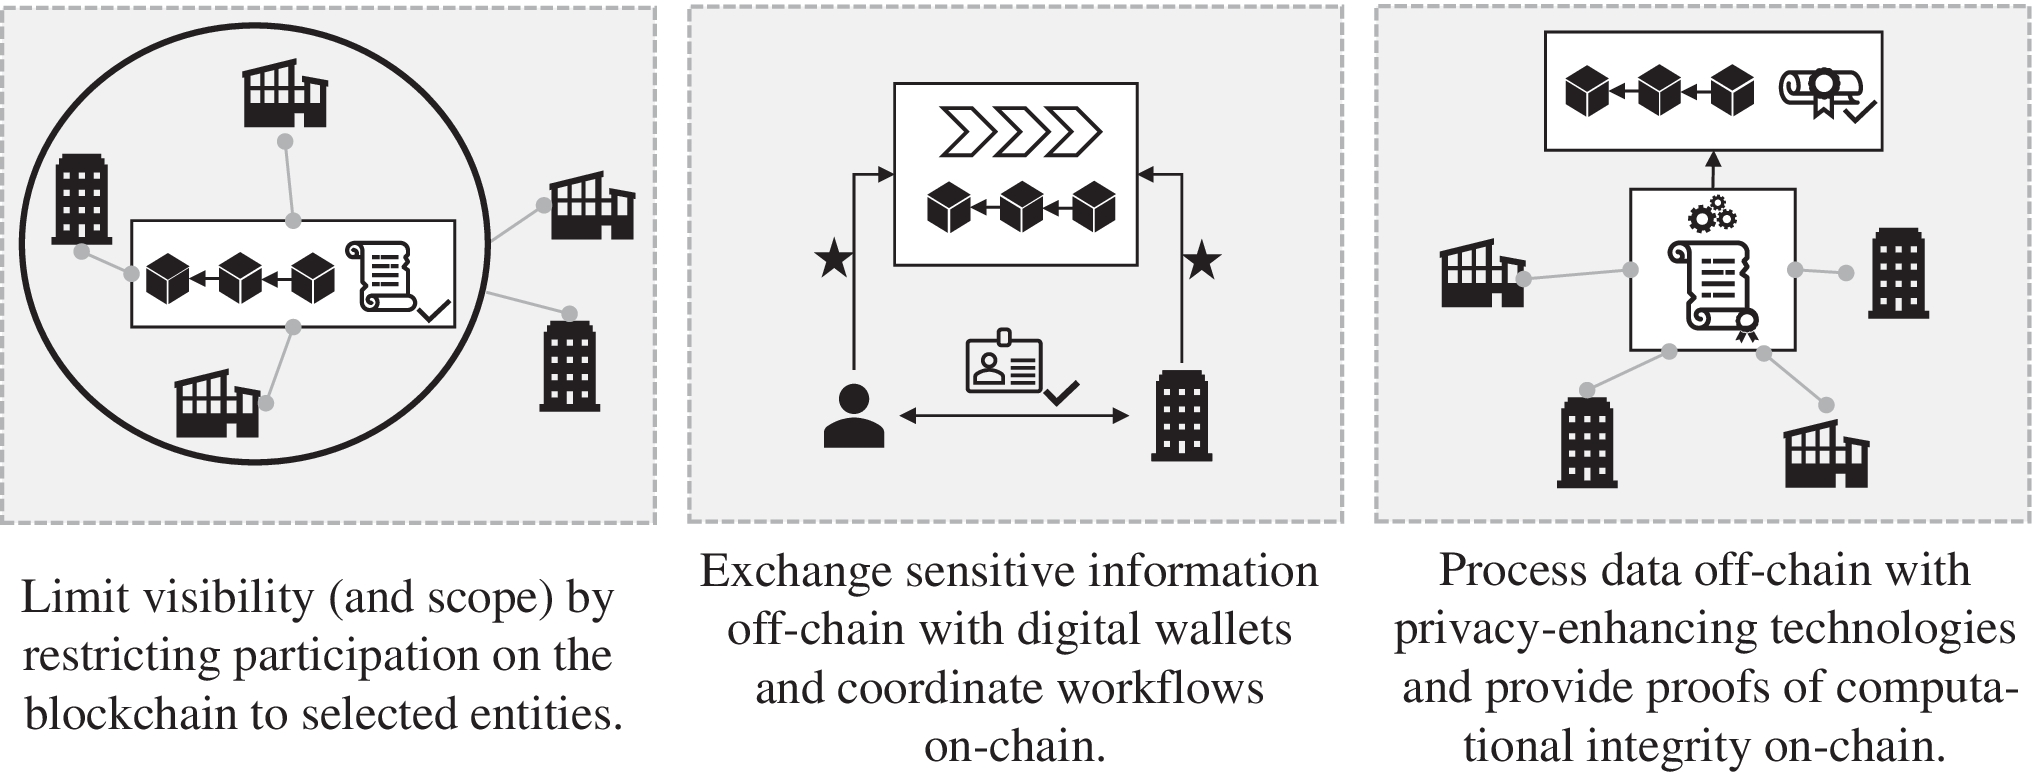 Limit visibility (and scope) by
restricting participation on the
blockchain to selected entities.
Exchange sensitive information
off-chain with digital wallets
and coordinate workflows
on-chain.
Process data off-chain with
privacy-enhancing technologies
and provide proofs of computa-
tional integrity on-chain.